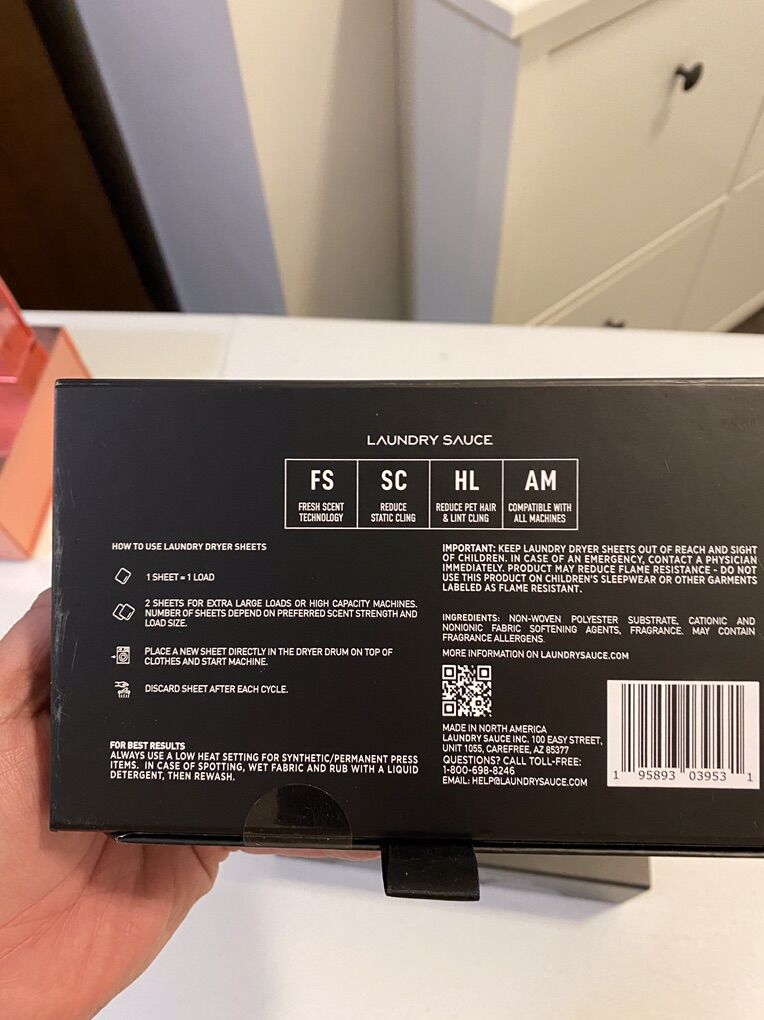 LAUNDRY SAUCE
FS
FRESH SCENT
TECHNOLOGY
SC
REDUCE
STATIC CLING
HL
REDUCE PET HAIR
& LINT CLING
AM
COMPATIBLE WITH
ALL MACHINES
HOW TO USE LAUNDRY DRYER SHEETS
1 SHEET = 1 LOAD
2 SHEETS FOR EXTRA LARGE LOADS OR HIGH CAPACITY MACHINES.
NUMBER OF SHEETS DEPEND ON PREFERRED SCENT STRENGTH AND
LOAD SIZE.
PLACE A NEW SHEET DIRECTLY IN THE DRYER DRUM ON TOP OF
CLOTHES AND START MACHINE.
DISCARD SHEET AFTER EACH CYCLE.
FOR BEST RESULTS
ALWAYS USE A LOW HEAT SETTING FOR SYNTHETIC/PERMANENT PRESS
ITEMS. IN CASE OF SPOTTING, WET FABRIC AND RUB WITH A LIQUID
DETERGENT, THEN REWASH.
IMPORTANT: KEEP LAUNDRY DRYER SHEETS OUT OF REACH AND SIGHT
OF CHILDREN. IN CASE OF AN EMERGENCY, CONTACT A PHYSICIAN
IMMEDIATELY. PRODUCT MAY REDUCE FLAME RESISTANCE - DO NOT
USE THIS PRODUCT ON CHILDREN'S SLEEPWEAR OR OTHER GARMENTS
LABELED AS FLAME RESISTANT.
INGREDIENTS: NON-WOVEN POLYESTER SUBSTRATE, CATIONIC AND
NONIONIC FABRIC SOFTENING AGENTS, FRAGRANCE. MAY CONTAIN
FRAGRANCE ALLERGENS.
MORE INFORMATION ON LAUNDRYSAUCE.COM
MADE IN NORTH AMERICA
LAUNDRY SAUCE INC. 100 EASY STREET,
UNIT 1055, CAREFREE, AZ 85377
QUESTIONS? CALL TOLL-FREE:
1-800-698-8246
EMAIL: HELP@LAUNDRYSAUCE.COM
1 95893 03953 1